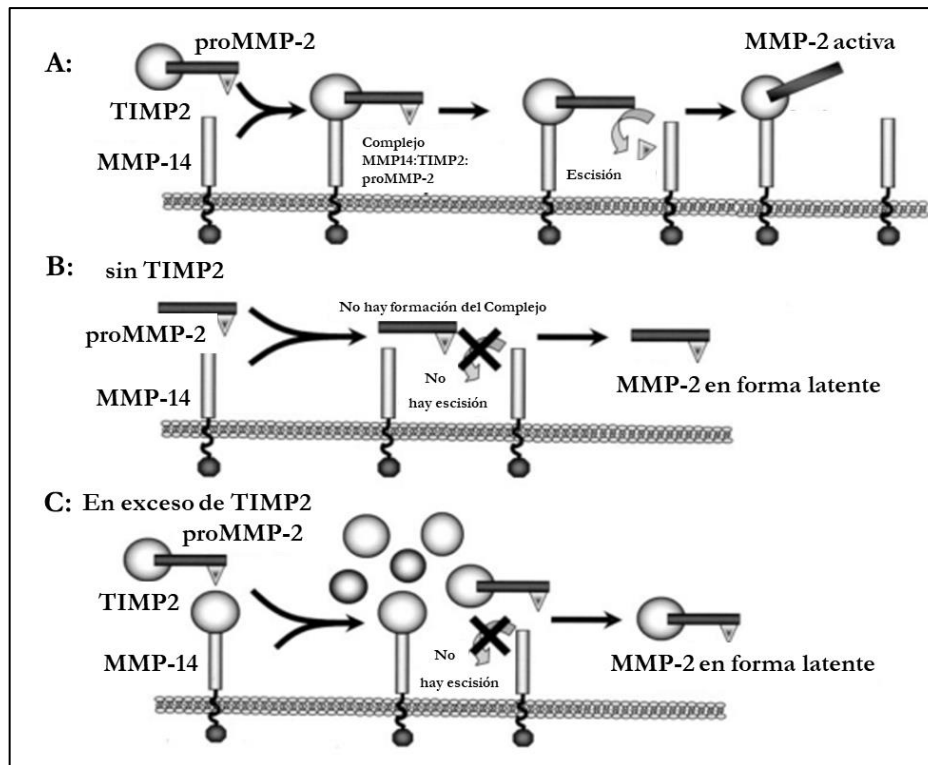 A:
proMMP-2
TIMP2
MMP-14
Complejo
MMP14:TIMP2:
proMMP-2
Escisión
MMP-2 activa
B:
sin TIMP2
proMMP-2
MMP-14
No hay formación del Complejo
No
hay escisión
MMP-2 en forma latente
C: En exceso de TIMP2
proMMP-2
TIMP2
MMP-14
No
hay escisión
MMP-2 en forma latente